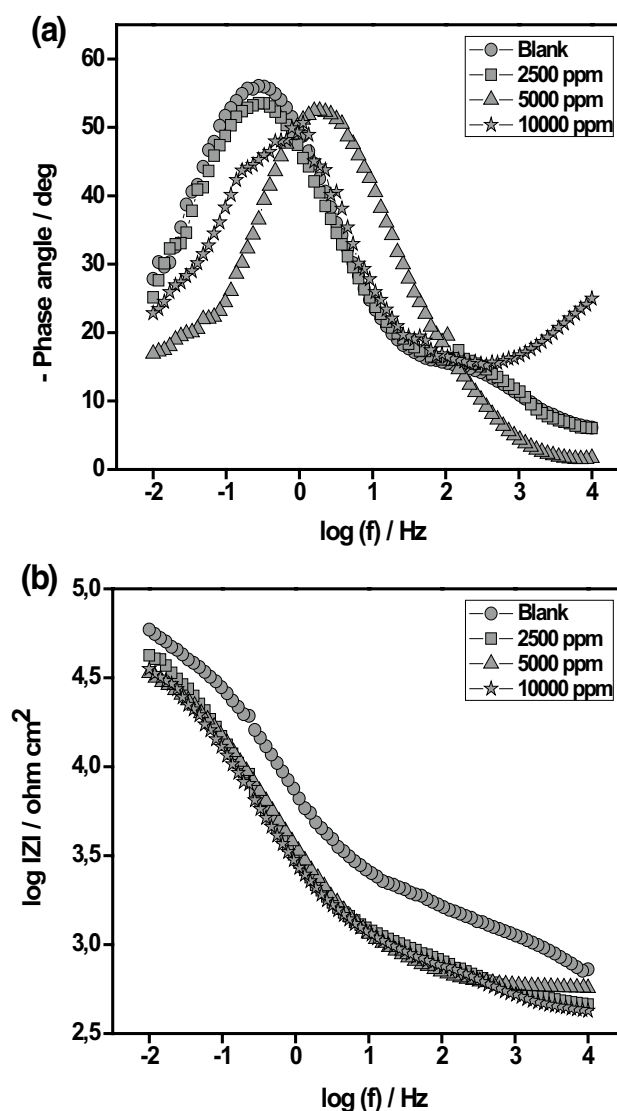 (a)
Blank
2500 ppm
5000 ppm
10000 ppm
60
50
40
30
20
10
0
- Phase angle / deg
-2 -1 0 1 2 3 4
log (f) / Hz
(b)
Blank
2500 ppm
5000 ppm
10000 ppm
5,0
4,5
4,0
3,5
3,0
2,5
log IZI / ohm cm²
-2 -1 0 1 2 3 4
log (f) / Hz